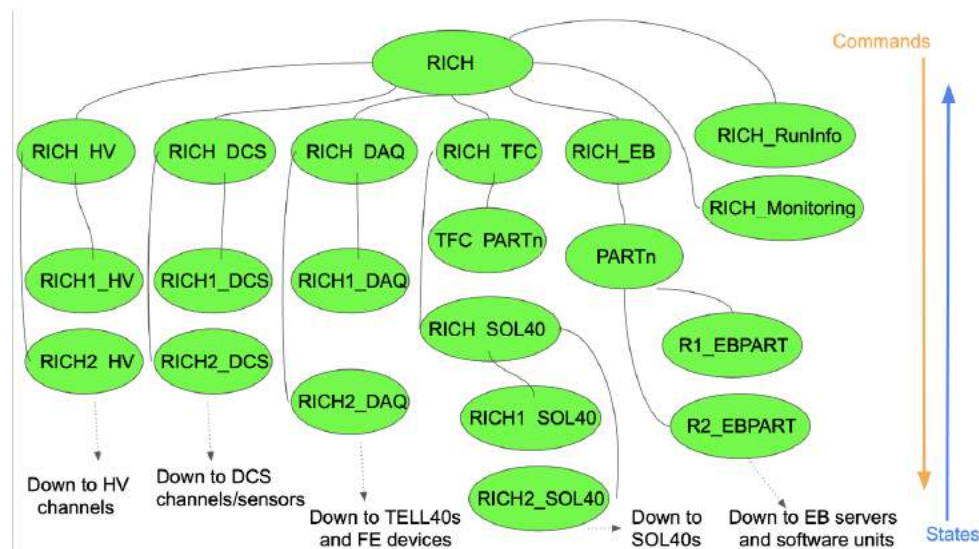 Commands
RICH
RICH_RunInfo
RICH HV
RICH DCS
RICH DAQ
RICH TFC
RICH_EB
RICH_Monitoring
TFC PARTn
PARTn
RICH1_HV
RICH1_DCS
RICH1_DAQ
RICH SOL40
R1_EBPART
RICH2 HV
RICH2_DCS
RICH2_DAQ
RICH1 SOL40
R2_EBPART
RICH2_SOL40
Down to HV
channels
Down to DCS
channels/sensors
Down to TELL40s
and FE devices
Down to
SOL40s
Down to EB servers
and software units
States